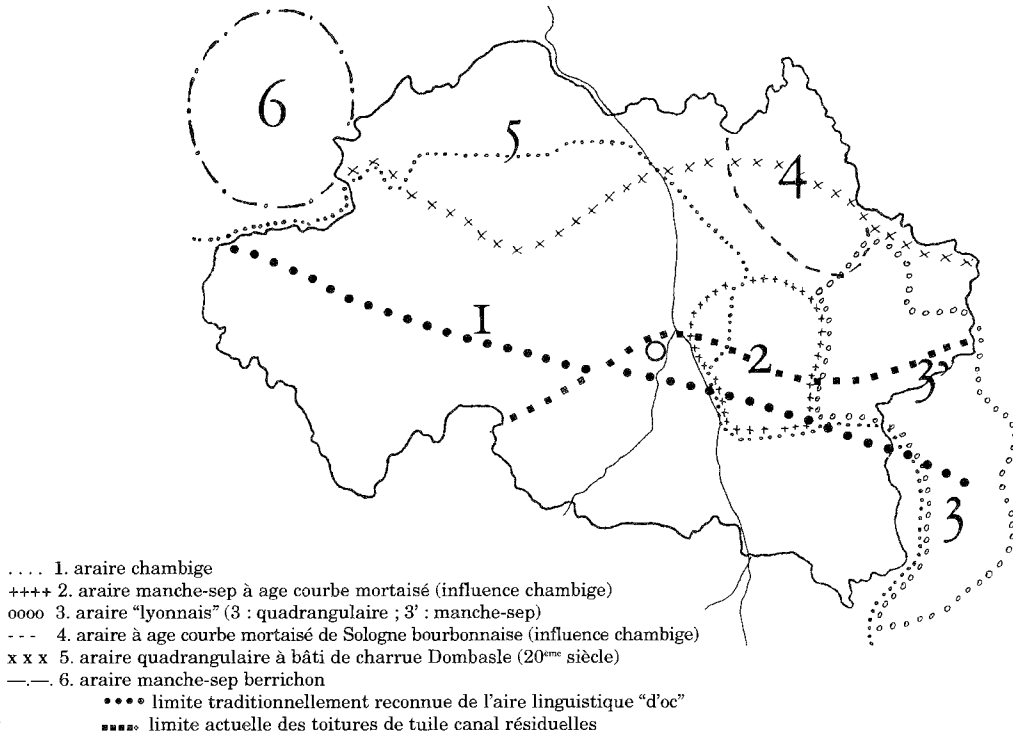 6
5
4
1
2
3'
3
. . . . 1. araire chambige
++++ 2. araire manche-sep à age courbe mortaisé (influence chambige)
oooo 3. araire “lyonnais” (3 : quadrangulaire ; 3’ : manche-sep)
- - - 4. araire à age courbe mortaisé de Sologne bourbonnaise (influence chambige)
x x x 5. araire quadrangulaire à bâti de charrue Dombasle (20eme siècle)
—.—. 6. araire manche-sep berrichon
•••• limite traditionnellement reconnue de l’aire linguistique “d’oc”
■■■■ limite actuelle des toitures de tuile canal résiduelles